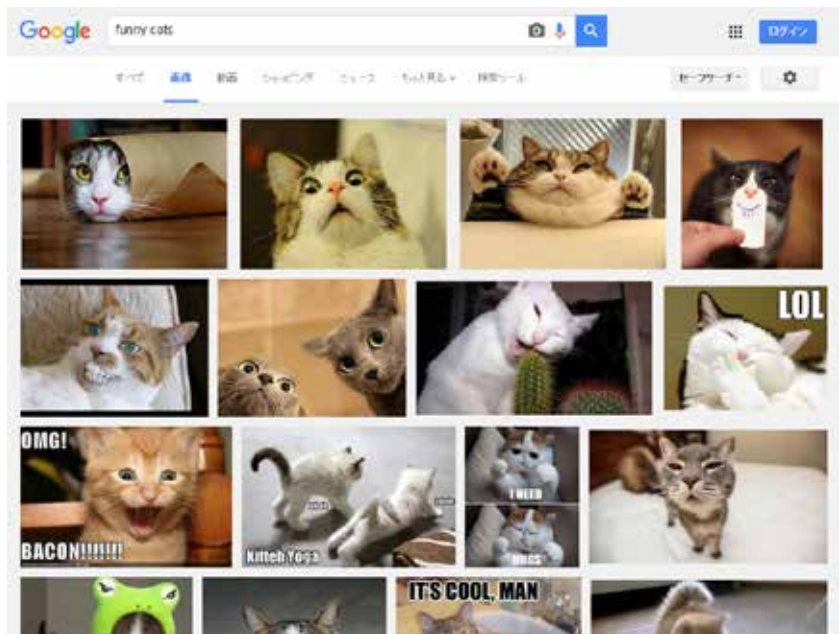 Google funny cats ログイン
すべて 画像 動画 ショッピング ニュース もっと見る 検索ツール セーフサーチ
LOL
OMG!
BACON!!!!!!!
Kitteh Yoga
I NEED
HUGS
IT'S COOL, MAN